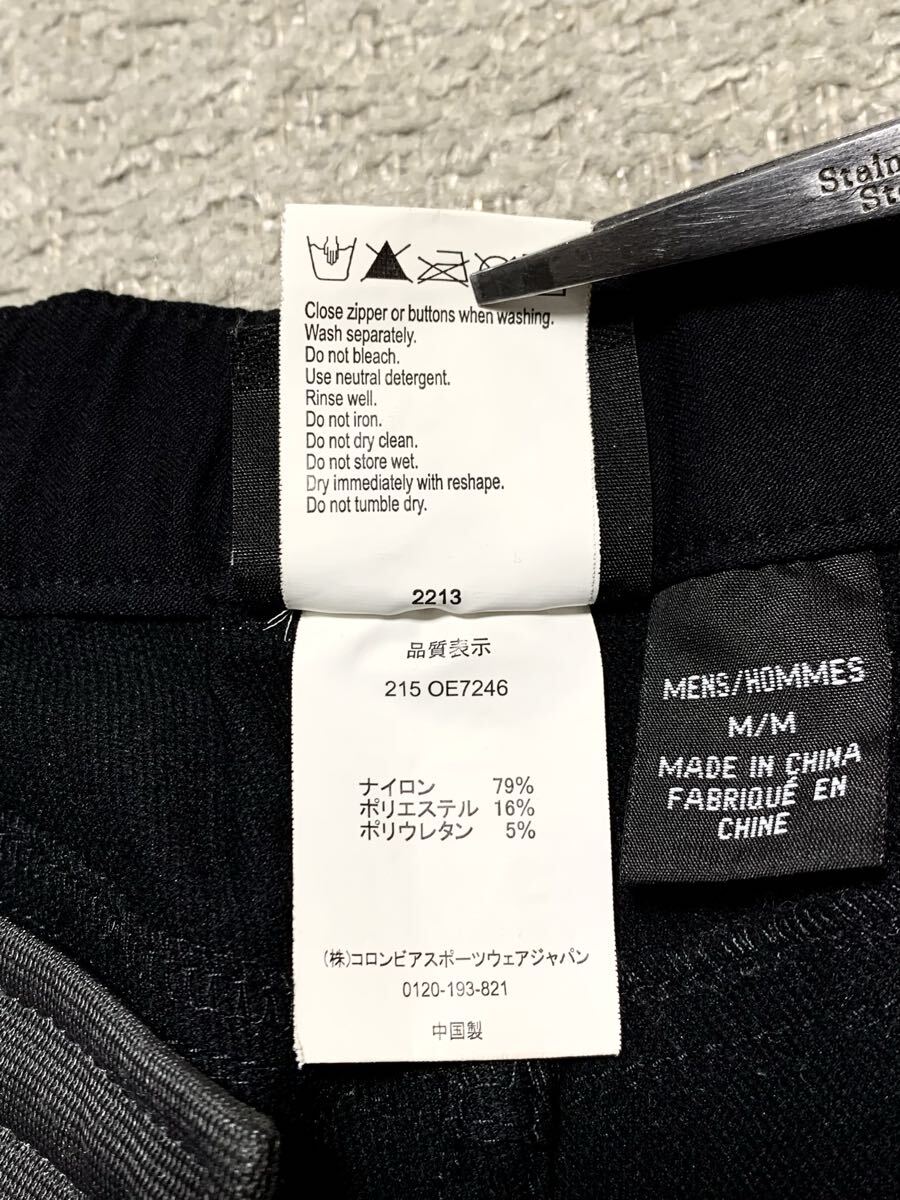 Close zipper or buttons when washing.
Wash separately.
Do not bleach.
Use neutral detergent.
Rinse well.
Do not iron.
Do not dry clean.
Do not store wet.
Dry immediately with reshape.
Do not tumble dry.
2213
品質表示
215 OE7246
ナイロン 79%
ポリエステル 16%
ポリウレタン 5%
(株)コロンビアスポーツウェアジャパン
0120-193-821
中国製
MENS/HOMMES
M/M
MADE IN CHINA
FABRIQUÉ EN
CHINE